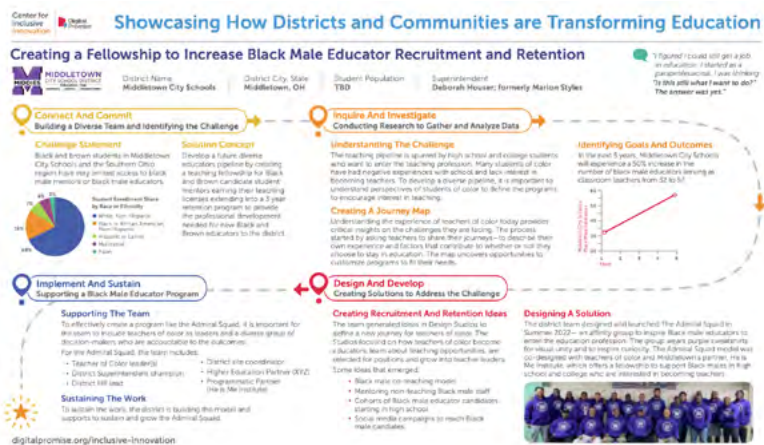 Center for
Inclusive
Innovation
Digital
Promise
Showcasing How Districts and Communities are Transforming Education
Creating a Fellowship to Increase Black Male Educator Recruitment and Retention
"I figured I could still get a job
in education. I started as a
paraprofessional. I was thinking
"Is this still what I want to do?"
The answer was yet."
MIDDIES
MIDDLETOWN
CITY SCHOOL DISTRICT
District Name
Middletown City Schools
District City, State
Middletown, OH
Student Population
TBD
Superintendent
Deborah Houser; formerly Marlon Styles
Connect And Commit
Building a Diverse Team and Identifying the Challenge
Challenge Statement
Black and brown students in Middletown
City Schools and the Southern Ohio
region have very limited access to black
male mentors or black male educators.
Student Enrollment Share
by Race or Ethnicity
White, Non-Hispanic
Black or African American,
Non-Hispanic
Hispanic or Latino
Multiracial
Solution Concept
Develop a future diverse
educators pipeline by creating
a teaching fellowship for Black
and Brown candidate student
mentors earning their teaching
licenses extending into a 3 year
retention program to provide
the professional development
needed for new Black and
Brown educators to the district.
Inquire And Investigate
Conducting Research to Gather and Analyze Data
Understanding The Challenge
The teaching pipeline is spurred by high school and college students
who want to enter the teaching profession. Many students of color
have had negative experiences with school and lack interest in
becoming teachers. To develop a diverse pipeline, it is important to
understand perspectives of students of color to define the programs
to encourage interest in teaching.
Creating A Journey Map
Understanding the experience of teachers of color today provides
critical insights on the challenges they are facing. The process
started by asking teachers to share their journeys—to describe their
own experience and factors that contribute to whether or not they
choose to stay in education. The map uncovers opportunities to
customize programs to fit their needs.
Identifying Goals And Outcomes
In the next 5 years, Middletown City Schools
will experience a 50% increase in the
number of black male educators serving as
classroom teachers from 32 to 57.
Year
Implement And Sustain
Supporting a Black Male Educator Program
Supporting The Team
To effectively create a program like the Admiral Squad, it is important for
the team to include teachers of color as leaders and a diverse group of
decision-makers who are accountable to the outcomes.
For the Admiral Squad, the team includes:
• Teacher of Color leader(s)
• District Superintendent champion
• District HR lead
• District site coordinator
• Higher Education Partner (XYZ)
• Programmatic Partner
(He is Me Institute)
Sustaining The Work
To sustain the work, the district is building the model and
supports to sustain and grow the Admiral Squad.
digitalpromise.org/inclusive-innovation
Design And Develop
Creating Solutions to Address the Challenge
Creating Recruitment And Retention Ideas
The team generated ideas in Design Studios to
define a new journey for teachers of color. The
Studios focused on how teachers of color become
educators, learn about teaching opportunities, are
selected for positions and grow into teacher leaders.
Some ideas that emerged:
• Black male co-teaching model
• Mentoring non-teaching Black male staff
• Cohorts of Black male educator candidates
starting in high school
• Social media campaigns to reach Black
male candidates.
Designing A Solution
The district team designed and launched The Admiral Squad in
Summer 2022— an affinity group to inspire Black male educators to
enter the education profession. The group wears purple sweatshirts
for visual unity and to inspire curiosity. The Admiral Squad model was
co-designed with teachers of color and Middletown's partner, He is
Me Institute, which offers a fellowship to support Black males in high
school and college who are interested in becoming teachers.